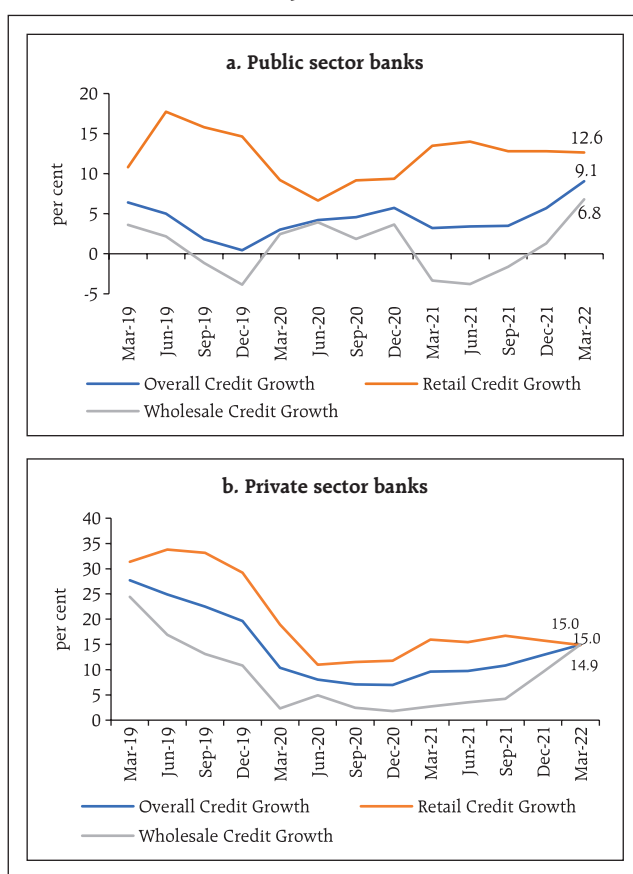 a. Public sector banks
per cent
20
15
10
5
0
-5
12.6
9.1
6.8
Mar-19
Jun-19
Sep-19
Dec-19
Mar-20
Jun-20
Sep-20
Dec-20
Mar-21
Jun-21
Sep-21
Dec-21
Mar-22
Overall Credit Growth
Retail Credit Growth
Wholesale Credit Growth
b. Private sector banks
per cent
40
35
30
25
20
15
10
5
0
15.0
15.0
14.9
Mar-19
Jun-19
Sep-19
Dec-19
Mar-20
Jun-20
Sep-20
Dec-20
Mar-21
Jun-21
Sep-21
Dec-21
Mar-22
Overall Credit Growth
Retail Credit Growth
Wholesale Credit Growth